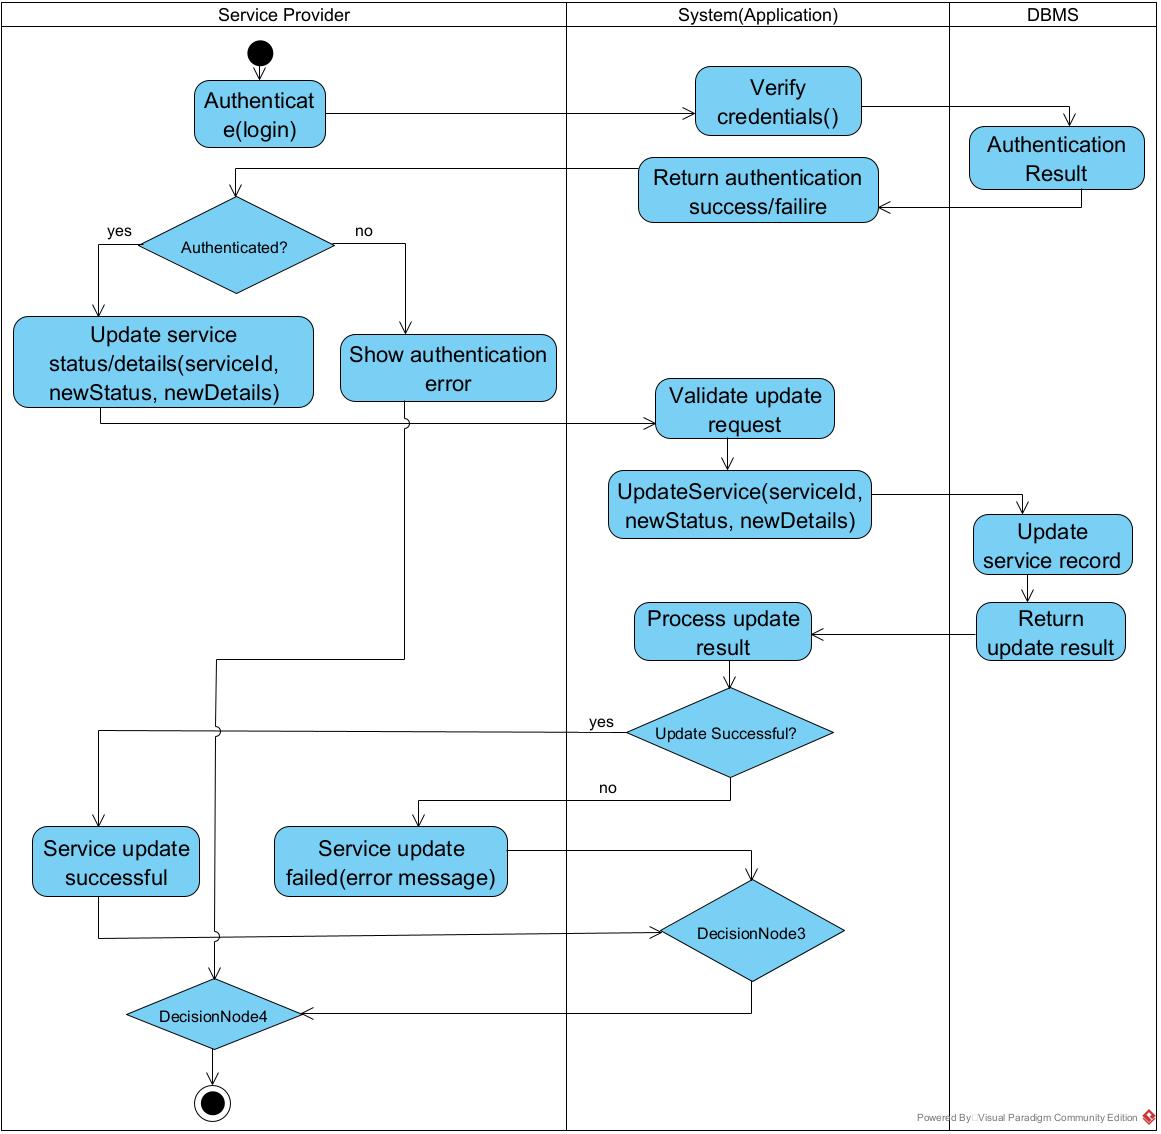 Service Provider
System(Application)
DBMS
Authenticat
e(login)
Verify
credentials()
Authentication
Result
Return authentication
success/failire
yes
Authenticated?
no
Update service
status/details(serviceId,
newStatus, newDetails)
Show authentication
error
Validate update
request
UpdateService(serviceId,
newStatus, newDetails)
Update
service record
Process update
result
Return
update result
yes
Update Successful?
no
Service update
successful
Service update
failed(error message)
DecisionNode3
DecisionNode4
Powered By Visual Paradigm Community Edition